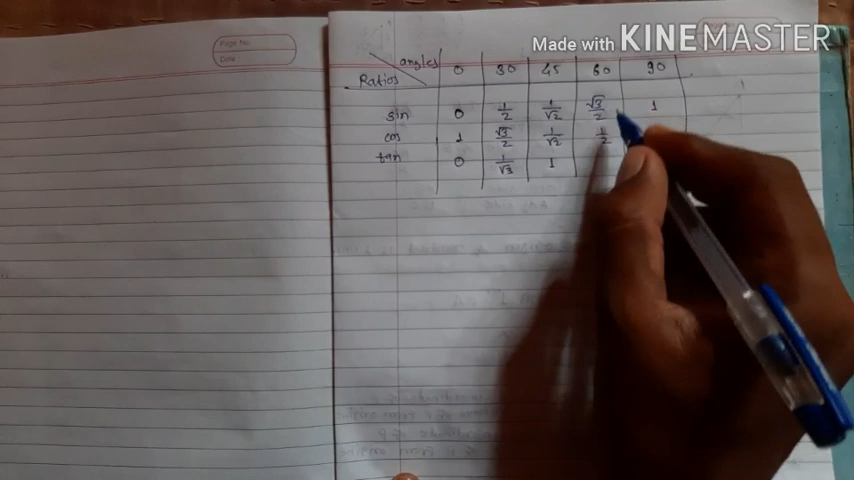 Made with KINEMASTER
Page No.
Date
angles 0 30 45 60 90
Ratios
sin 0 1/2 1/√2 √3/2 1
cos 1 √3/2 1/√2 1/2
tan 0 1/√3 1